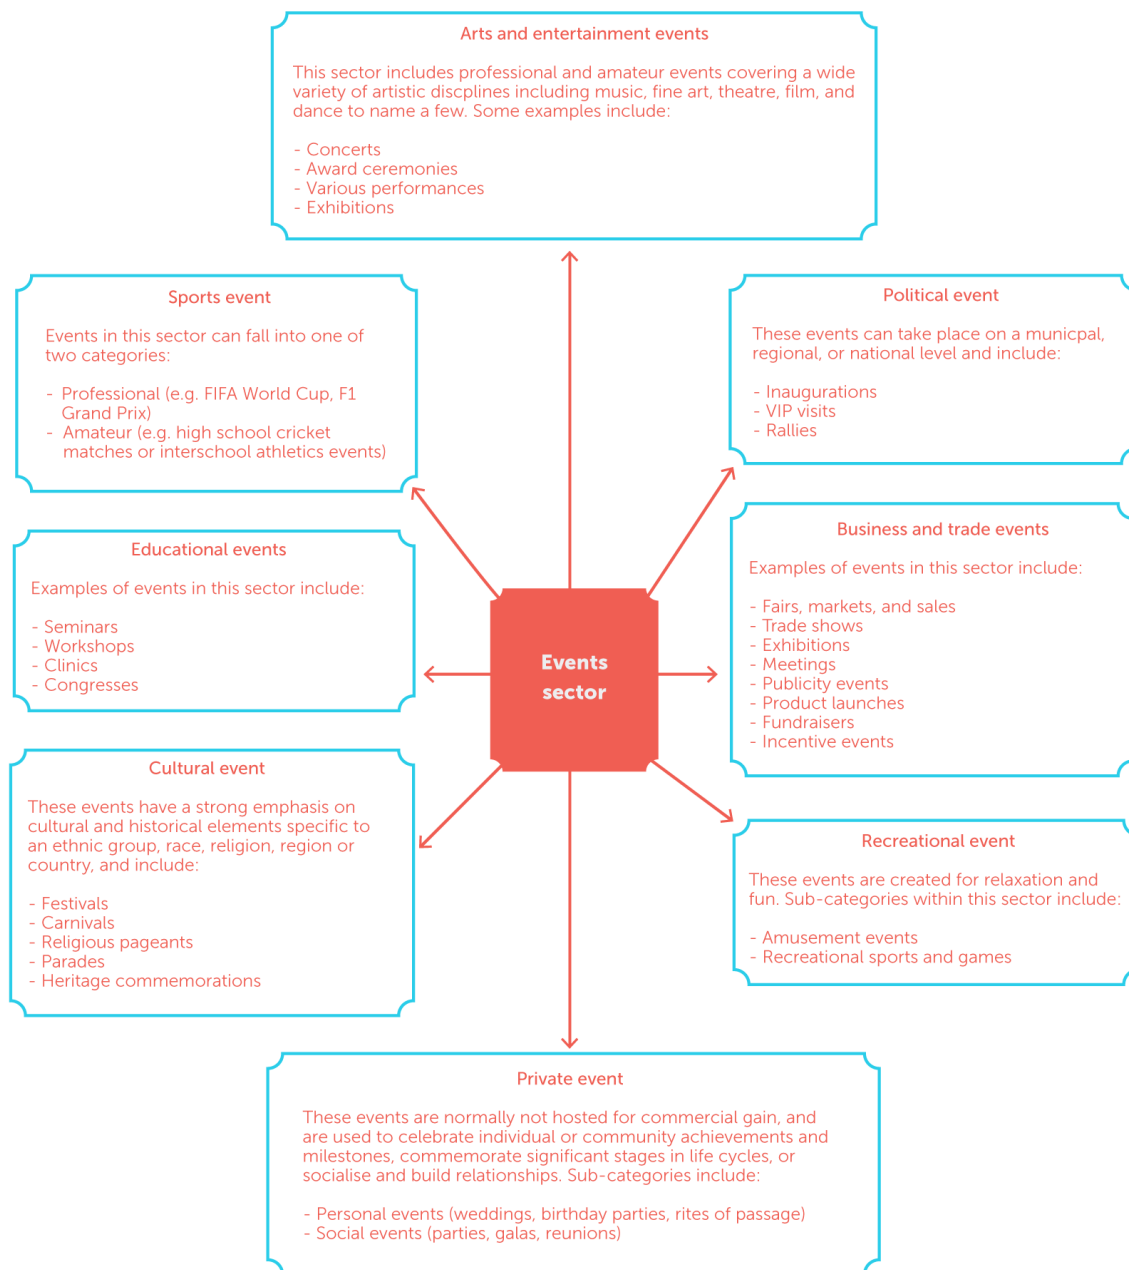 Arts and entertainment events
This sector includes professional and amateur events covering a wide
variety of artistic discplines including music, fine art, theatre, film, and
dance to name a few. Some examples include:
- Concerts
- Award ceremonies
- Various performances
- Exhibitions
Sports event
Events in this sector can fall into one of
two categories:
- Professional (e.g. FIFA World Cup, F1
Grand Prix)
- Amateur (e.g. high school cricket
matches or interschool athletics events)
Political event
These events can take place on a municpal,
regional, or national level and include:
- Inaugurations
- VIP visits
- Rallies
Educational events
Examples of events in this sector include:
- Seminars
- Workshops
- Clinics
- Congresses
Business and trade events
Examples of events in this sector include:
- Fairs, markets, and sales
- Trade shows
- Exhibitions
- Meetings
- Publicity events
- Product launches
- Fundraisers
- Incentive events
Events
sector
Cultural event
These events have a strong emphasis on
cultural and historical elements specific to
an ethnic group, race, religion, region or
country, and include:
- Festivals
- Carnivals
- Religious pageants
- Parades
- Heritage commemorations
Recreational event
These events are created for relaxation and
fun. Sub-categories within this sector include:
- Amusement events
- Recreational sports and games
Private event
These events are normally not hosted for commercial gain, and
are used to celebrate individual or community achievements and
milestones, commemorate significant stages in life cycles, or
socialise and build relationships. Sub-categories include:
- Personal events (weddings, birthday parties, rites of passage)
- Social events (parties, galas, reunions)